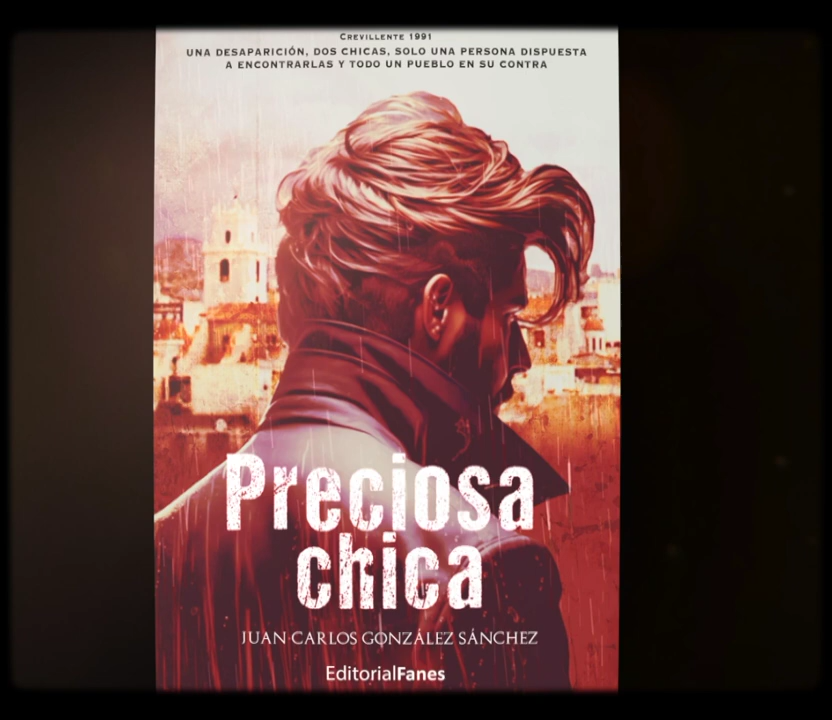 CREVILLENTE 1991
UNA DESAPARICIÓN, DOS CHICAS, SOLO UNA PERSONA DISPUESTA
A ENCONTRARLAS Y TODO UN PUEBLO EN SU CONTRA
Preciosa
chica
JUAN CARLOS GONZÁLEZ SÁNCHEZ
EditorialFanes